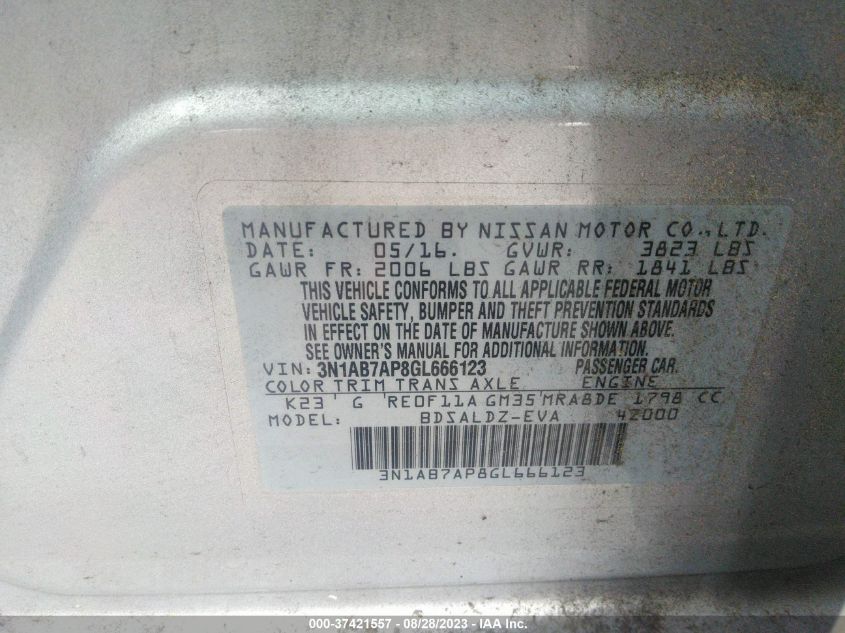 MANUFACTURED BY NISSAN MOTOR CO., LTD.
DATE: 05/16. GVWR: 3823 LBS
GAWR FR: 2006 LBS GAWR RR: 1841 LBS
THIS VEHICLE CONFORMS TO ALL APPLICABLE FEDERAL MOTOR
VEHICLE SAFETY, BUMPER AND THEFT PREVENTION STANDARDS
IN EFFECT ON THE DATE OF MANUFACTURE SHOWN ABOVE.
SEE OWNER'S MANUAL FOR ADDITIONAL INFORMATION.
VIN: 3N1AB7AP8GL666123 PASSENGER CAR.
COLOR TRIM TRANS AXLE ENGINE
K23 G RE0F11A GM35 MRA8DE 1798 CC
MODEL: BDSALDZ-EVA 42000
3N1AB7AP8GL666123
000-37421557 - 08/28/2023 - IAA Inc.